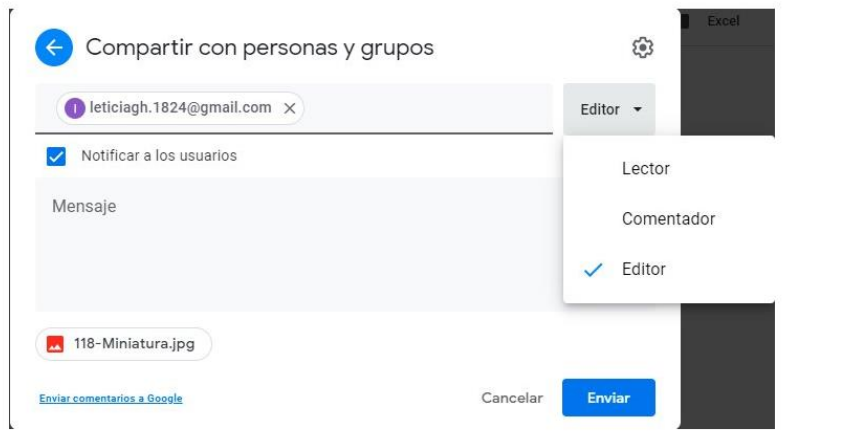 Excel
Compartir con personas y grupos
l leticiagh.1824@gmail.com
Editor
Notificar a los usuarios
Lector
Mensaje
Comentador
Editor
118-Miniatura.jpg
Enviar comentarios a Google
Cancelar
Enviar